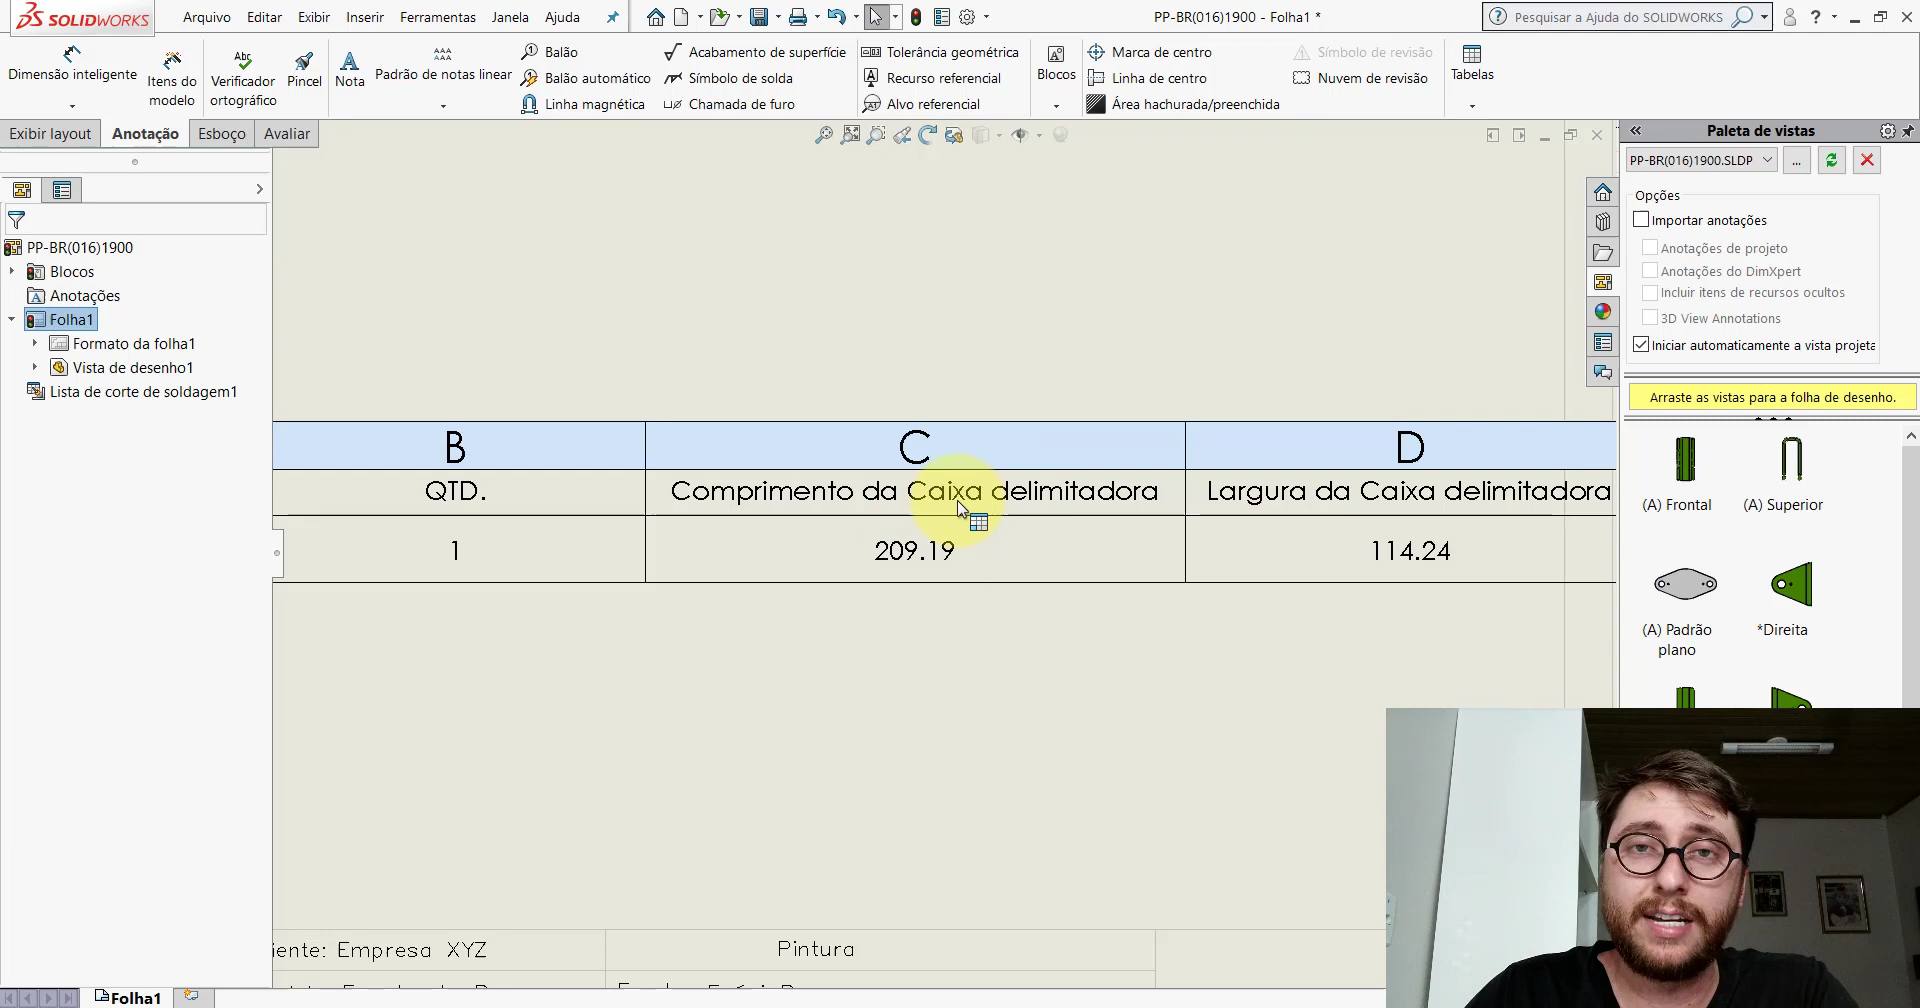 SOLIDWORKS
Arquivo Editar Exibir Inserir Ferramentas Janela Ajuda
PP-BR(016)1900 - Folha1 *
Pesquisar a Ajuda do SOLIDWORKS
Dimensão inteligente
Itens do modelo
Abc
Verificador ortográfico
Pincel
Nota
Padrão de notas linear
Balão
Balão automático
Linha magnética
Acabamento de superfície
Símbolo de solda
Chamada de furo
Tolerância geométrica
Recurso referencial
Alvo referencial
Blocos
Marca de centro
Linha de centro
Área hachurada/preenchida
Símbolo de revisão
Nuvem de revisão
Tabelas
Exibir layout Anotação Esboço Avaliar
PP-BR(016)1900
Blocos
Anotações
Folha1
Formato da folha1
Vista de desenho1
Lista de corte de soldagem1
B C D
QTD. Comprimento da Caixa delimitadora Largura da Caixa delimitadora
1 209.19 114.24
iente: Empresa XYZ Pintura
Folha1
Paleta de vistas
PP-BR(016)1900.SLDP
...
Opções
Importar anotações
Anotações de projeto
Anotações do DimXpert
Incluir itens de recursos ocultos
3D View Annotations
Iniciar automaticamente a vista projeta
Arraste as vistas para a folha de desenho.
(A) Frontal (A) Superior
(A) Padrão plano
*Direita